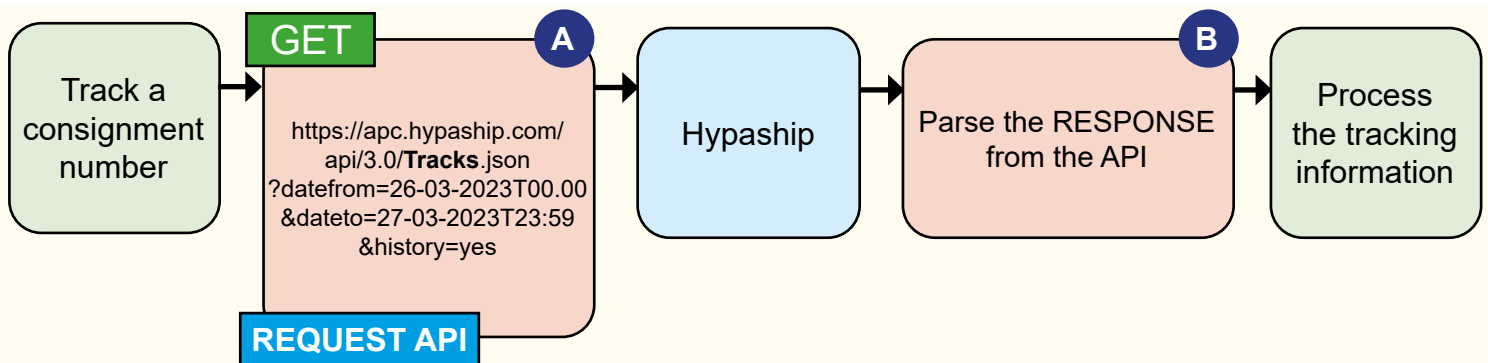 Track a
consignment
number
GET
A
https://apc.hypaship.com/
api/3.0/Tracks.json
?datefrom=26-03-2023T00.00
&dateto=27-03-2023T23:59
&history=yes
REQUEST API
Hypaship
B
Parse the RESPONSE
from the API
Process
the tracking
information